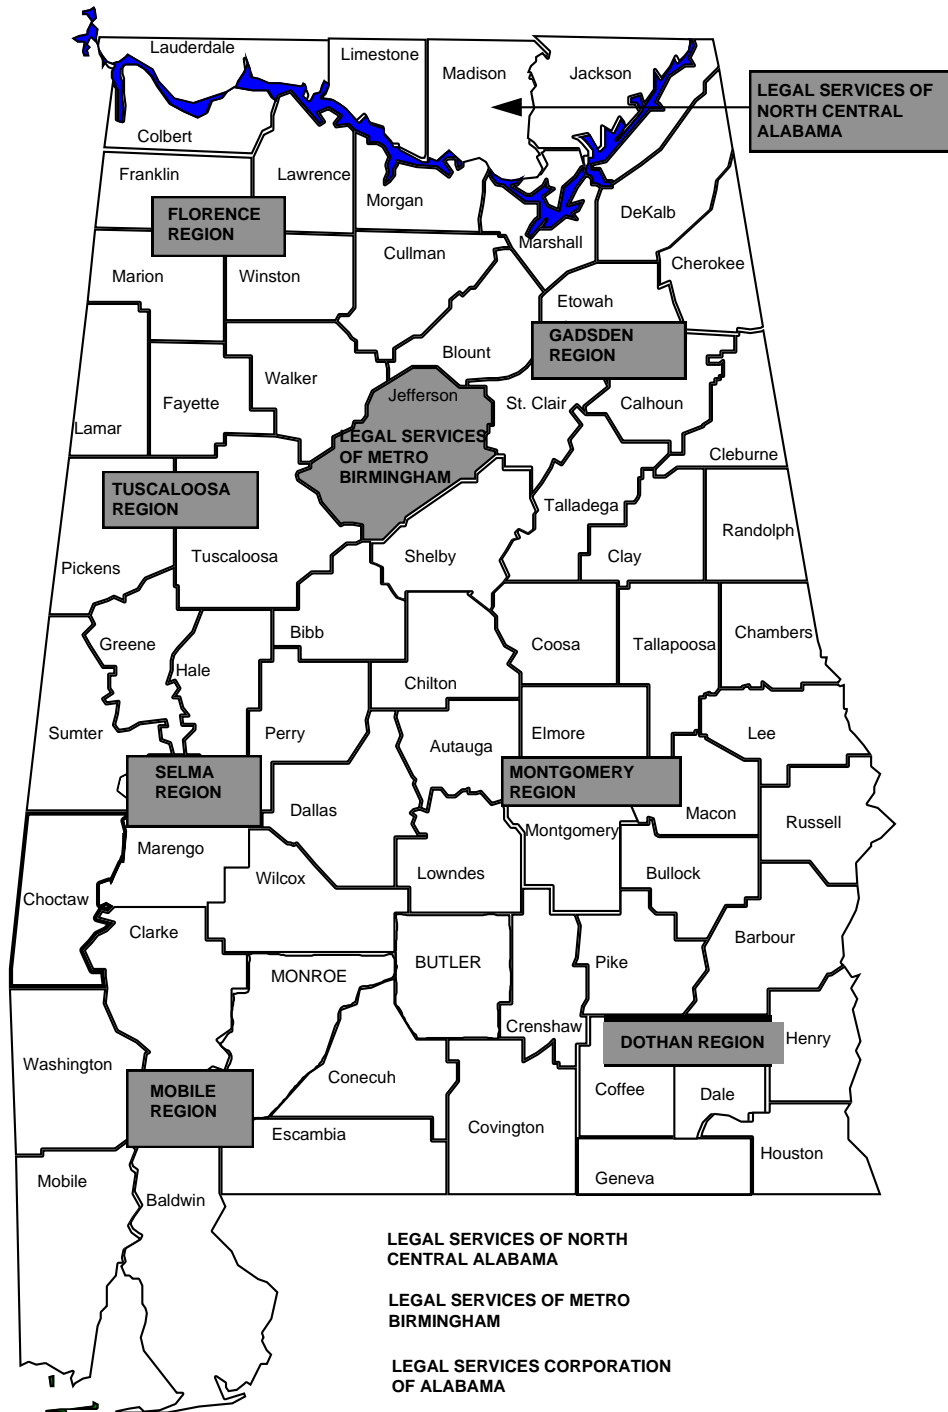 Lauderdale
Limestone
Madison
Jackson
LEGAL SERVICES OF
NORTH CENTRAL
ALABAMA
Colbert
Franklin
Lawrence
Morgan
DeKalb
FLORENCE
REGION
Marshall
Cullman
Cherokee
Marion
Winston
Etowah
GADSDEN
REGION
Blount
Walker
Jefferson
St. Clair
Calhoun
Fayette
Lamar
LEGAL SERVICES
OF METRO
BIRMINGHAM
Cleburne
TUSCALOOSA
REGION
Talladega
Randolph
Pickens
Tuscaloosa
Shelby
Clay
Greene
Bibb
Coosa
Tallapoosa
Chambers
Hale
Chilton
Sumter
Perry
Autauga
Elmore
Lee
SELMA
REGION
MONTGOMERY
REGION
Dallas
Macon
Russell
Montgomery
Marengo
Wilcox
Lowndes
Bullock
Choctaw
Clarke
Barbour
MONROE
BUTLER
Pike
Crenshaw
DOTHAN REGION
Henry
Washington
Conecuh
Coffee
Dale
MOBILE
REGION
Escambia
Covington
Houston
Mobile
Geneva
Baldwin
LEGAL SERVICES OF NORTH
CENTRAL ALABAMA
LEGAL SERVICES OF METRO
BIRMINGHAM
LEGAL SERVICES CORPORATION
OF ALABAMA